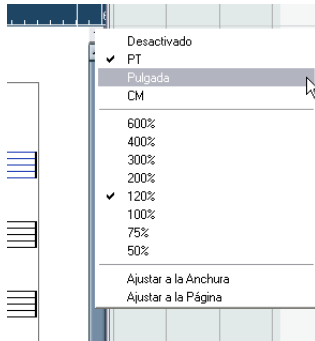 Desactivado
PT
Pulgada
CM
600%
400%
300%
200%
120%
100%
75%
50%
Ajustar a la Anchura
Ajustar a la Página